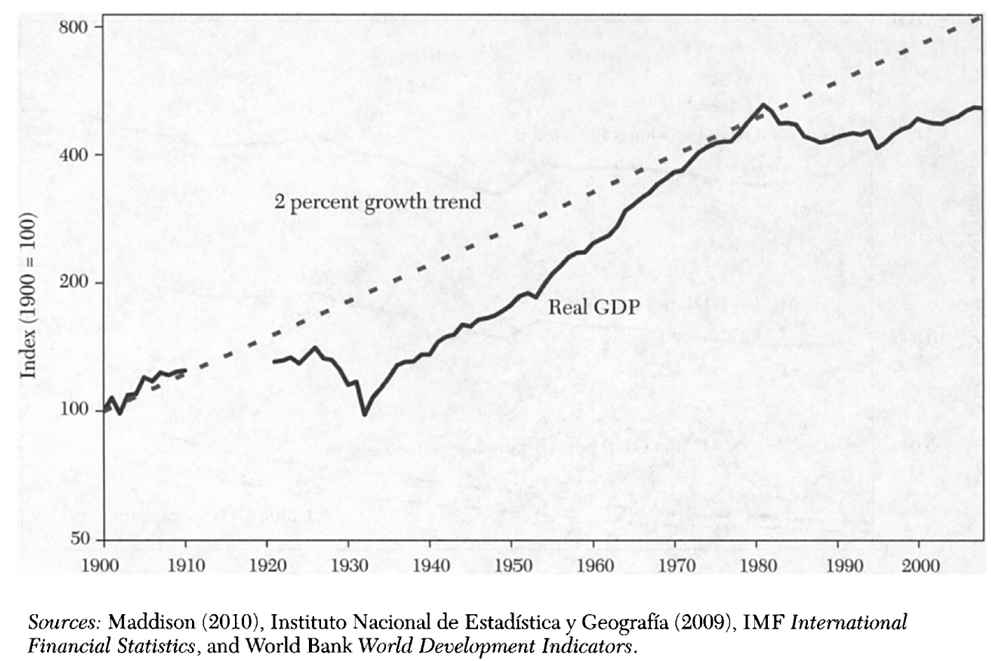 800
400
200
100
50
Index (1900 = 100)
2 percent growth trend
Real GDP
1900 1910 1920 1930 1940 1950 1960 1970 1980 1990 2000
Sources: Maddison (2010), Instituto Nacional de Estadística y Geografía (2009), IMF International
Financial Statistics, and World Bank World Development Indicators.